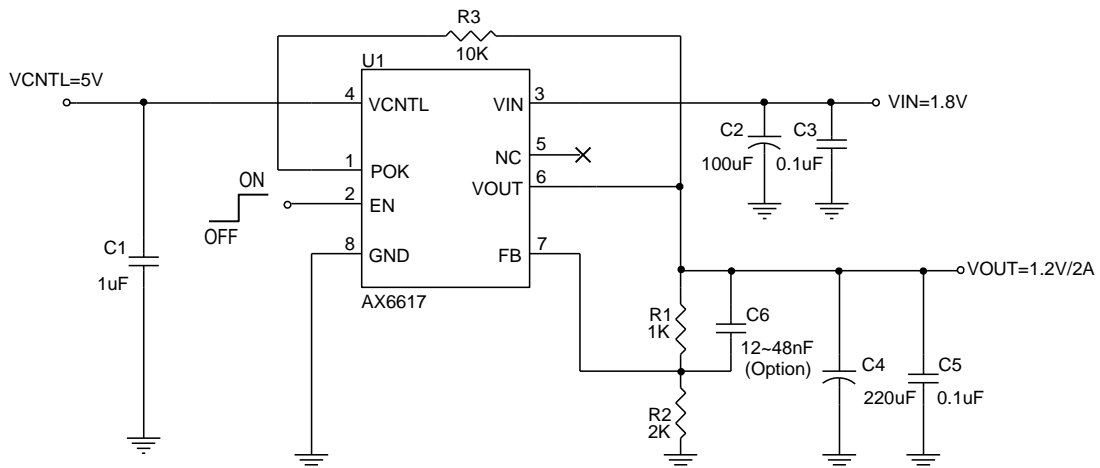 R3
10K
U1
VCNTL=5V
4
VCNTL
VIN
3
VIN=1.8V
C2
100uF
C3
0.1uF
5
NC
1
POK
6
VOUT
ON
OFF
2
EN
8
GND
FB
7
C1
1uF
AX6617
VOUT=1.2V/2A
R1
1K
C6
12~48nF
(Option)
C4
220uF
C5
0.1uF
R2
2K